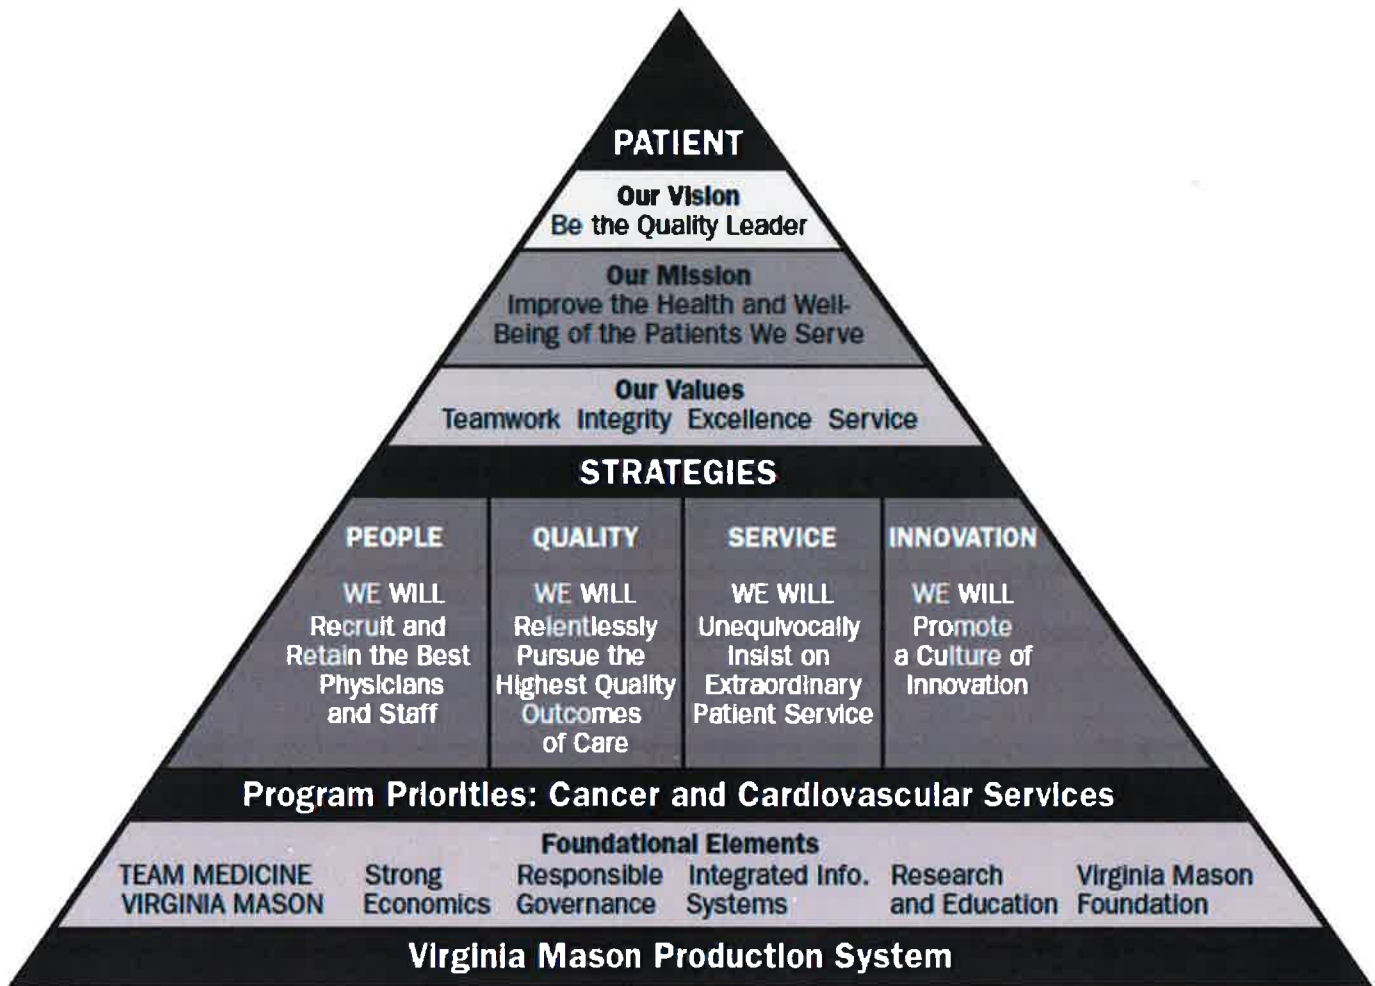 PATIENT
Our Vision
Be the Quality Leader
Our Mission
Improve the Health and Well-
Being of the Patients We Serve
Our Values
Teamwork Integrity Excellence Service
STRATEGIES
PEOPLE
WE WILL
Recruit and
Retain the Best
Physicians
and Staff
QUALITY
WE WILL
Relentlessly
Pursue the
Highest Quality
Outcomes
of Care
SERVICE
WE WILL
Unequivocally
Insist on
Extraordinary
Patient Service
INNOVATION
WE WILL
Promote
a Culture of
Innovation
Program Priorities: Cancer and Cardiovascular Services
Foundational Elements
TEAM MEDICINE
VIRGINIA MASON
Strong
Economics
Responsible
Governance
Integrated Info.
Systems
Research
and Education
Virginia Mason
Foundation
Virginia Mason Production System